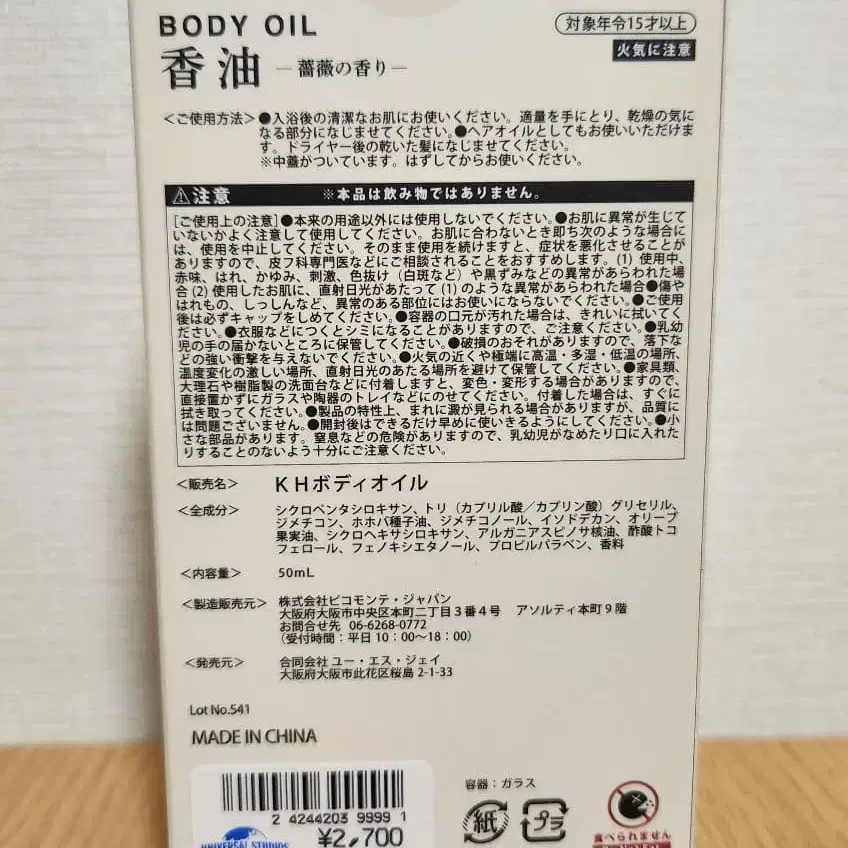 BODY OIL
対象年令15才以上
香油 ―薔薇の香り―
火気に注意
<ご使用方法> ●入浴後の清潔なお肌にお使いください。適量を手にとり、乾燥の気に
なる部分になじませてください。●ヘアオイルとしてもお使いいただけま
す。ドライヤー後の乾いた髪になじませてください。
※中蓋がついています。はずしてからお使いください。
⚠注意 ※本品は飲み物ではありません。
[ご使用上の注意]●本来の用途以外には使用しないでください。●お肌に異常が生じて
いないかよく注意して使用してください。お肌に合わないとき即ち次のような場合に
は、使用を中止してください。そのまま使用を続けますと、症状を悪化させることが
ありますので、皮フ科専門医などにご相談されることをおすすめします。(1) 使用中、
赤味、はれ、かゆみ、刺激、色抜け（白斑など）や黒ずみなどの異常があらわれた場
合 (2) 使用したお肌に、直射日光があたって (1) のような異常があらわれた場合●傷や
はれもの、しっしんなど、異常のある部位にはお使いにならないでください。●ご使用
後は必ずキャップをしめてください。●容器の口元が汚れた場合は、きれいに拭いてく
ださい。●衣服などにつくとシミになることがありますので、ご注意ください。●乳幼
児の手の届かないところに保管してください。●破損のおそれがありますので、落下な
どの強い衝撃を与えないでください。●火気の近くや極端に高温・多湿・低温の場所、
温度変化の激しい場所、直射日光のあたる場所を避けて保管してください。●家具類、
大理石や樹脂製の洗面台などに付着しますと、変色・変形する場合がありますので、
直接置かずにガラスや陶器のトレイなどにのせてください。付着した場合は、すぐに
拭き取ってください。●製品の特性上、まれに澱が見られる場合がありますが、品質に
は問題ございません。●開封後はできるだけ早めに使いきるようにしてください。●小
さな部品があります。窒息などの危険がありますので、乳幼児がなめたり口に入れた
りすることのないよう十分にご注意ください。
<販売名> KHボディオイル
<全成分> シクロペンタシロキサン、トリ（カプリル酸／カプリン酸）グリセリル、
ジメチコン、ホホバ種子油、ジメチコノール、イソドデカン、オリーブ
果実油、シクロヘキサシロキサン、アルガニアスピノサ核油、酢酸トコ
フェロール、フェノキシエタノール、プロピルパラベン、香料
<内容量> 50mL
<製造販売元> 株式会社ピコモンテ・ジャパン
大阪府大阪市中央区本町二丁目3番4号 アソルティ本町9階
お問合せ先 06-6268-0772
（受付時間：平日 10：00〜18：00）
<発売元> 合同会社 ユー・エス・ジェイ
大阪府大阪市此花区桜島 2-1-33
Lot No.541
MADE IN CHINA
容器：ガラス
2 4244203 9999 1
¥2,700
UNIVERSAL STUDIOS
紙 プラ
食べられません